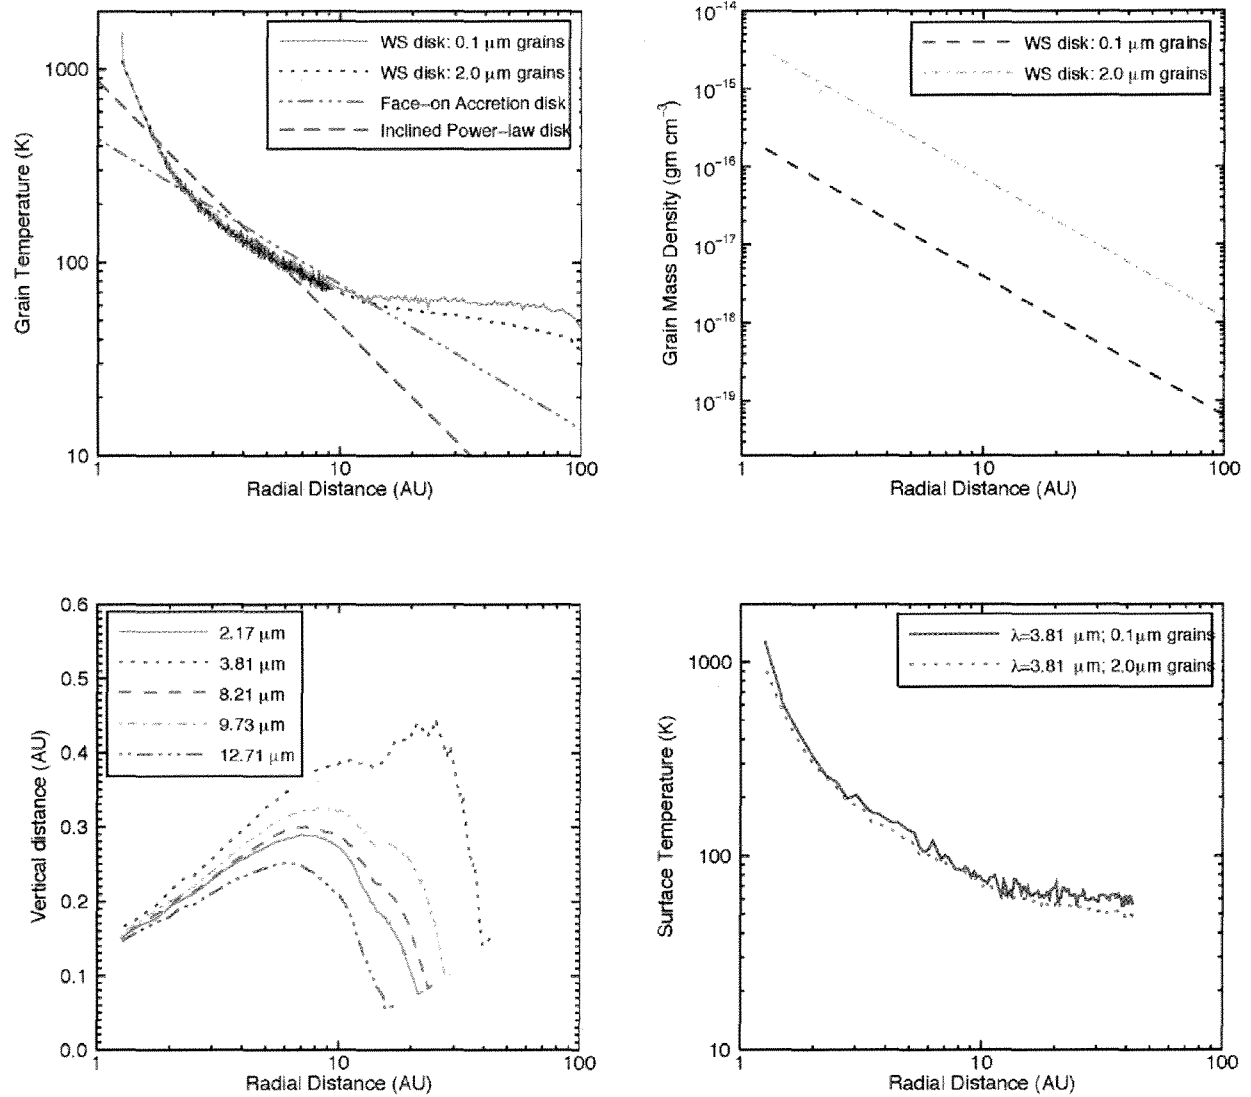 1000
100
10
Grain Temperature (K)
WS disk: 0.1 μm grains
WS disk: 2.0 μm grains
Face-on Accretion disk
Inclined Power-law disk
1
10
100
Radial Distance (AU)
10⁻¹⁴
10⁻¹⁵
10⁻¹⁶
10⁻¹⁷
10⁻¹⁸
10⁻¹⁹
Grain Mass Density (gm cm⁻³)
WS disk: 0.1 μm grains
WS disk: 2.0 μm grains
1
10
100
Radial Distance (AU)
0.6
0.5
0.4
0.3
0.2
0.1
0.0
Vertical distance (AU)
2.17 μm
3.81 μm
8.21 μm
9.73 μm
12.71 μm
1
10
100
Radial Distance (AU)
1000
100
10
Surface Temperature (K)
λ=3.81 μm; 0.1μm grains
λ=3.81 μm; 2.0μm grains
1
10
100
Radial Distance (AU)